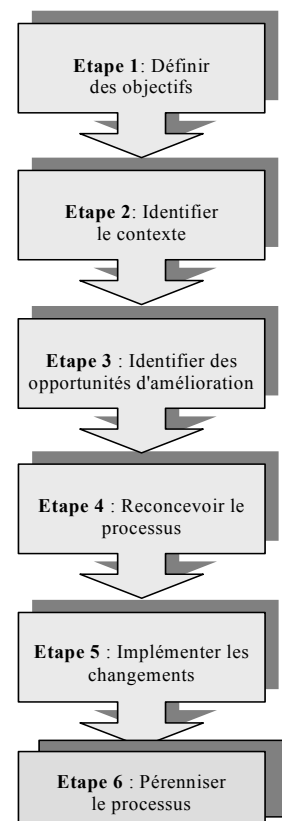 Etape 1: Définir
des objectifs
Etape 2: Identifier
le contexte
Etape 3 : Identifier des
opportunités d'amélioration
Etape 4 : Reconcevoir le
processus
Etape 5 : Implémenter les
changements
Etape 6 : Pérenniser
le processus